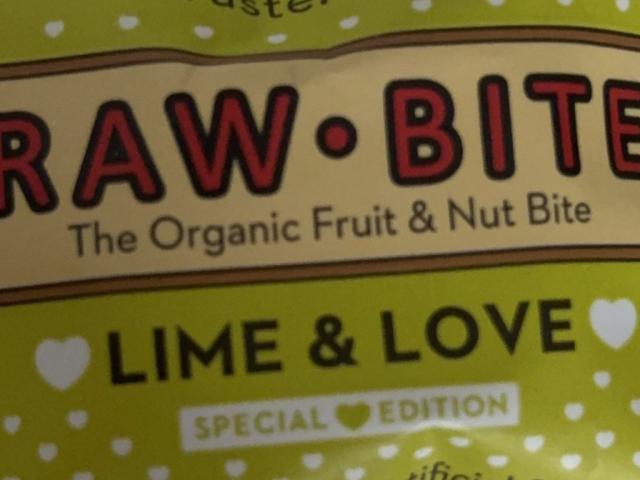 RAW•BITE
The Organic Fruit & Nut Bite
LIME & LOVE
SPECIAL EDITION